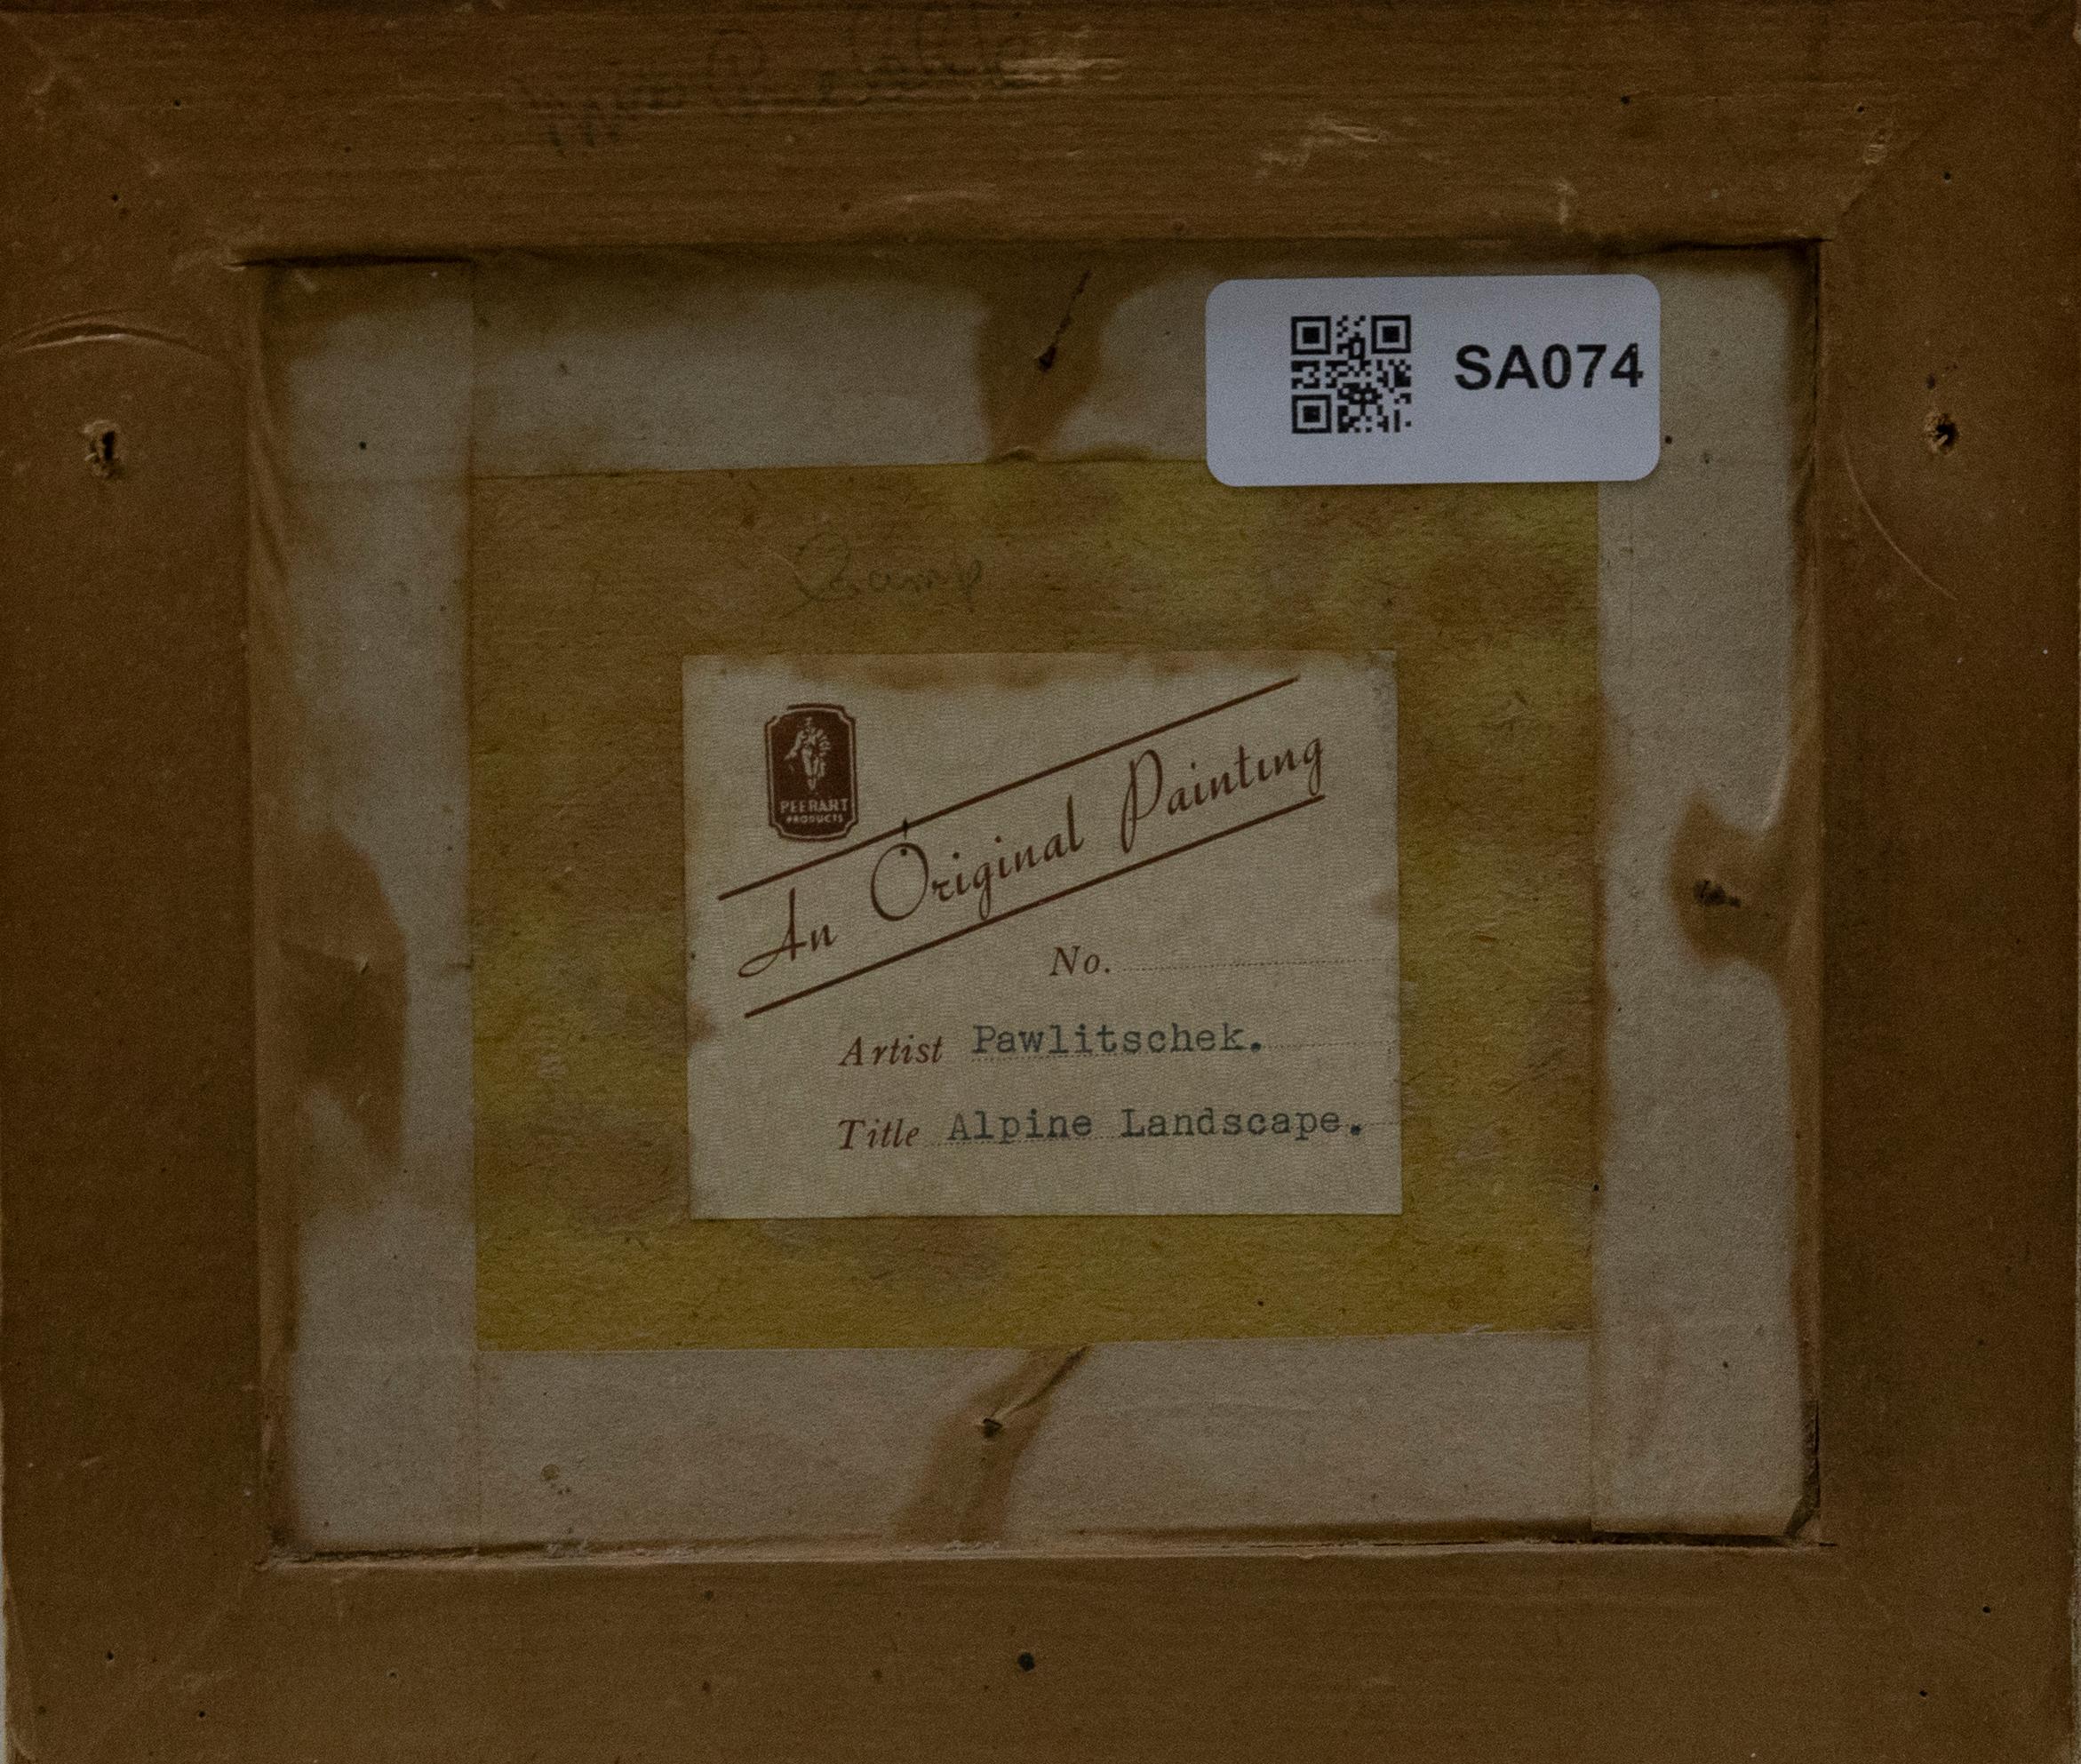 SA074
PEERART
PRODUCTS
An Original Painting
No.
Artist Pawlitschek.
Title Alpine Landscape.